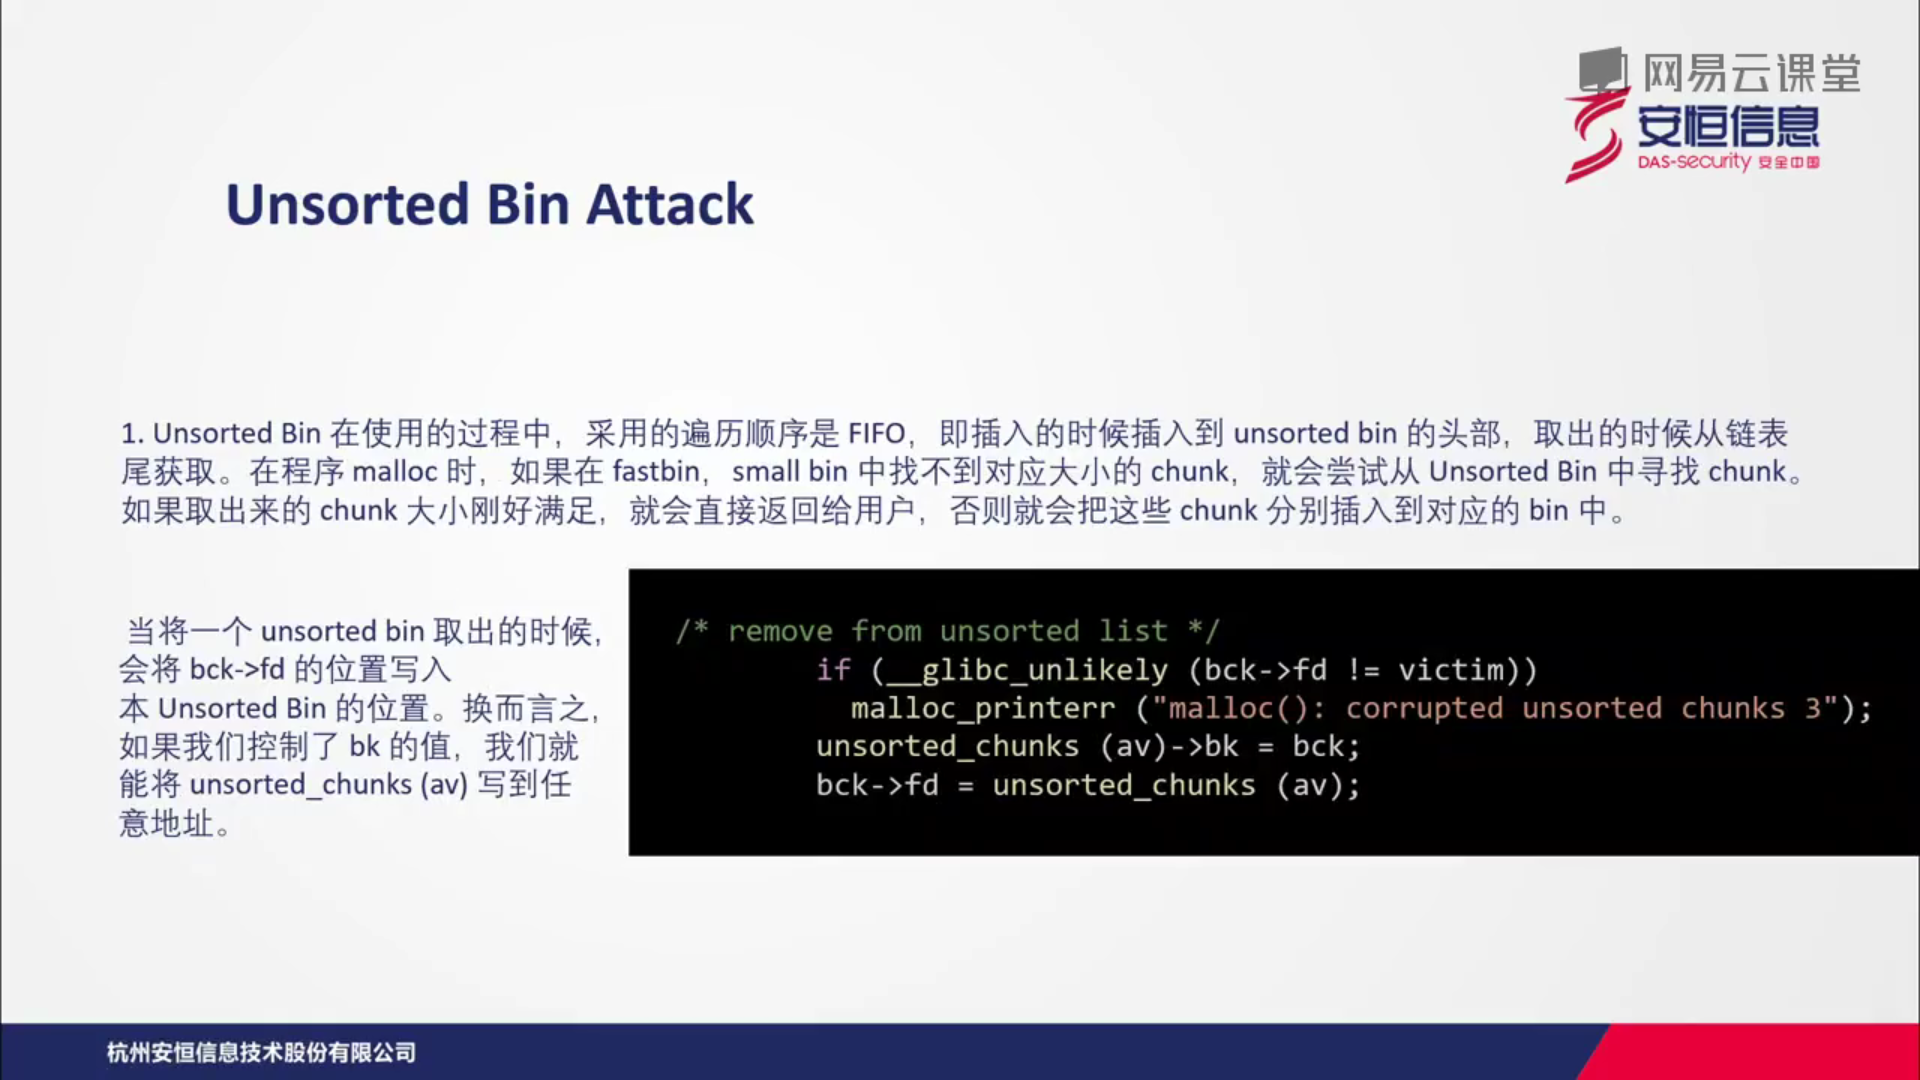 网易云课堂
安恒信息
DAS-security 安全中国
Unsorted Bin Attack
1. Unsorted Bin 在使用的过程中，采用的遍历顺序是 FIFO，即插入的时候插入到 unsorted bin 的头部，取出的时候从链表
尾获取。在程序 malloc 时，如果在 fastbin，small bin 中找不到对应大小的 chunk，就会尝试从 Unsorted Bin 中寻找 chunk。
如果取出来的 chunk 大小刚好满足，就会直接返回给用户，否则就会把这些 chunk 分别插入到对应的 bin 中。
当将一个 unsorted bin 取出的时候，
会将 bck->fd 的位置写入
本 Unsorted Bin 的位置。换而言之，
如果我们控制了 bk 的值，我们就
能将 unsorted_chunks (av) 写到任
意地址。
/* remove from unsorted list */
if (__glibc_unlikely (bck->fd != victim))
malloc_printerr ("malloc(): corrupted unsorted chunks 3");
unsorted_chunks (av)->bk = bck;
bck->fd = unsorted_chunks (av);
杭州安恒信息技术股份有限公司